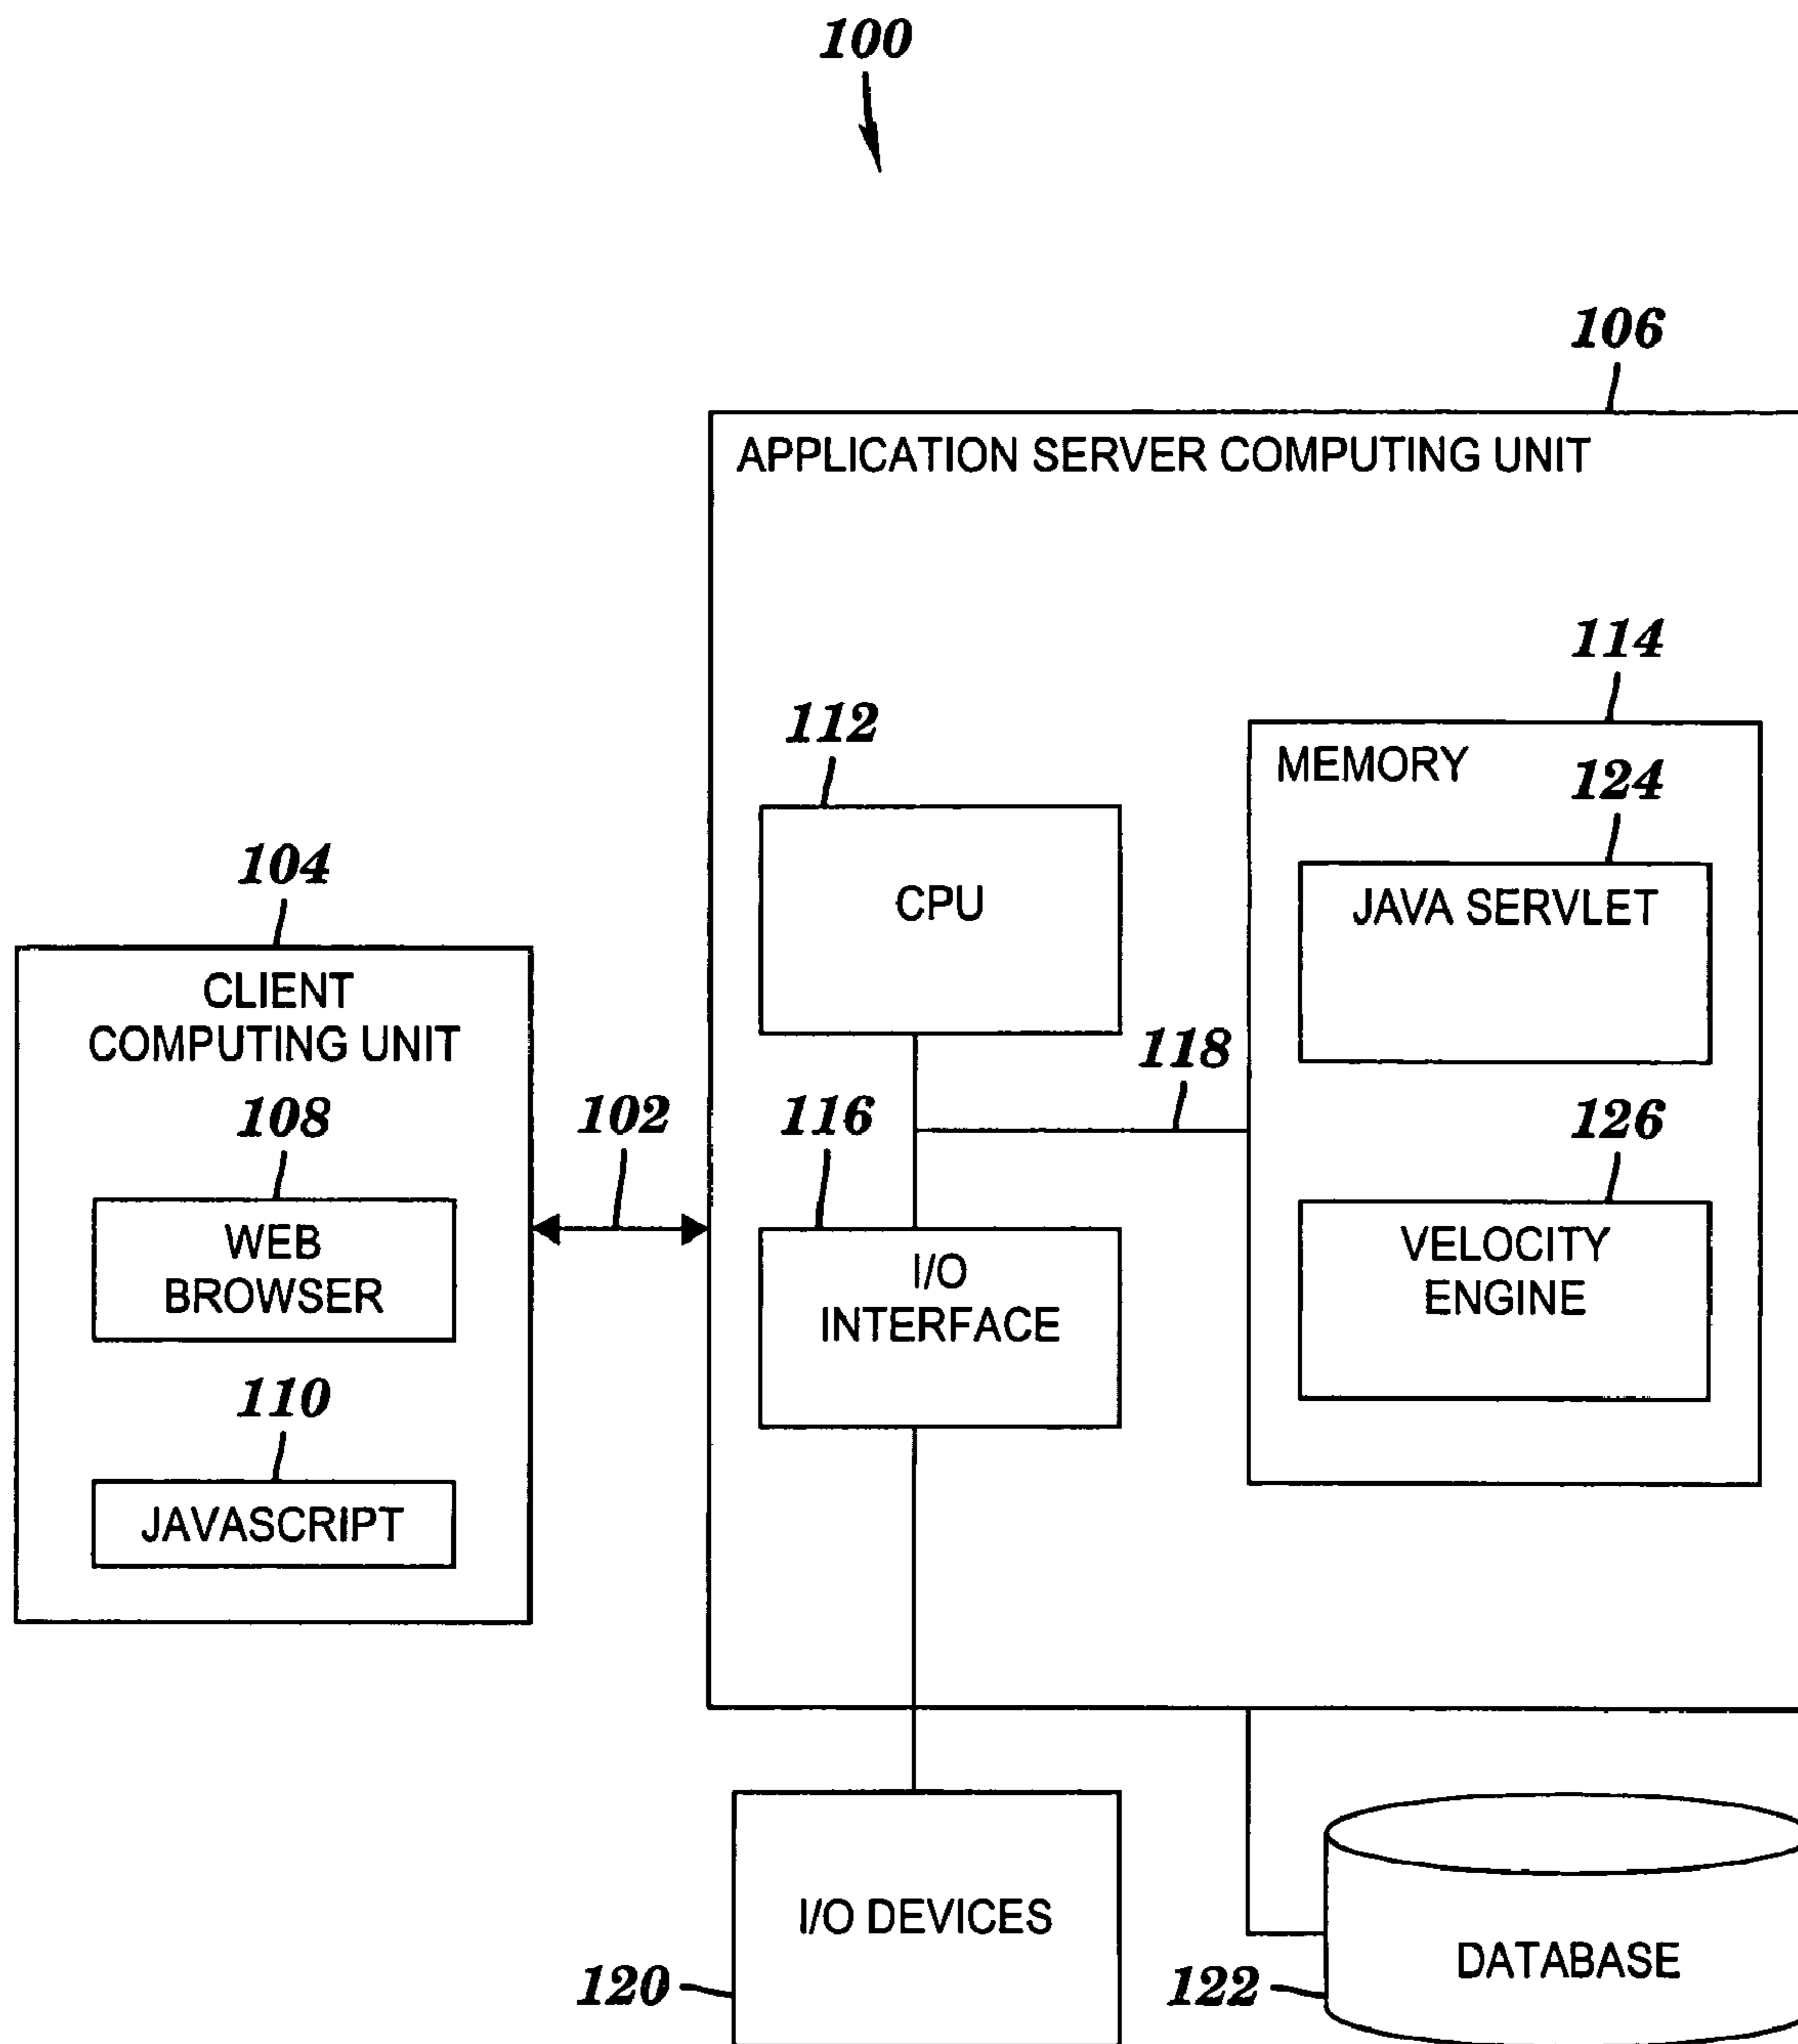 100
106
APPLICATION SERVER COMPUTING UNIT
114
112
MEMORY
124
104
CPU
JAVA SERVLET
CLIENT
COMPUTING UNIT
118
108
102
116
126
WEB
BROWSER
I/O
INTERFACE
VELOCITY
ENGINE
110
JAVASCRIPT
I/O DEVICES
DATABASE
120
122